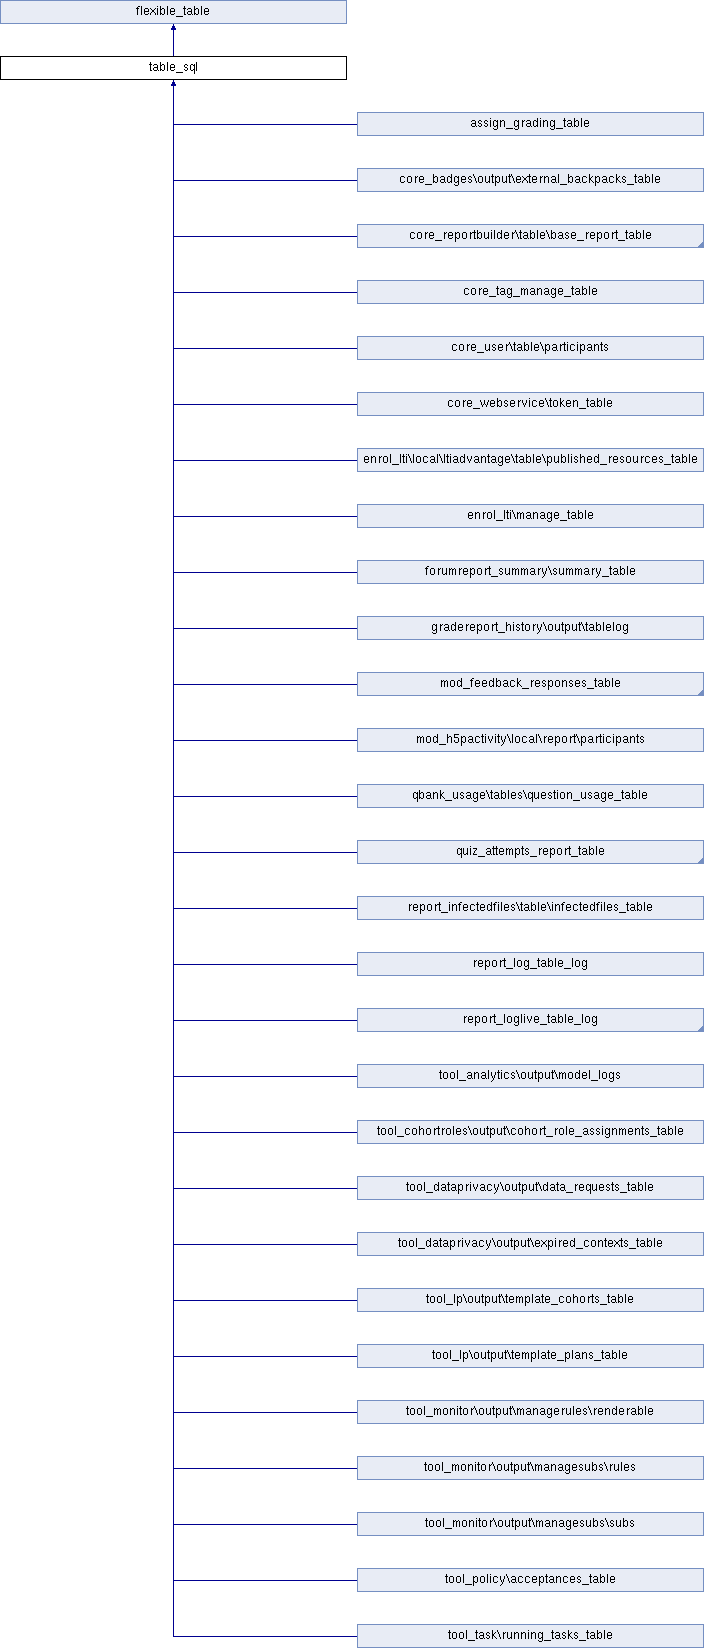 flexible_table
table_sql
assign_grading_table
core_badges\output\external_backpacks_table
core_reportbuilder\table\base_report_table
core_tag_manage_table
core_user\table\participants
core_webservice\token_table
enrol_lti\local\ltiadvantage\table\published_resources_table
enrol_lti\manage_table
forumreport_summary\summary_table
gradereport_history\output\tablelog
mod_feedback_responses_table
mod_h5pactivity\local\report\participants
qbank_usage\tables\question_usage_table
quiz_attempts_report_table
report_infectedfiles\table\infectedfiles_table
report_log_table_log
report_loglive_table_log
tool_analytics\output\model_logs
tool_cohortroles\output\cohort_role_assignments_table
tool_dataprivacy\output\data_requests_table
tool_dataprivacy\output\expired_contexts_table
tool_lp\output\template_cohorts_table
tool_lp\output\template_plans_table
tool_monitor\output\managerules\renderable
tool_monitor\output\managesubs\rules
tool_monitor\output\managesubs\subs
tool_policy\acceptances_table
tool_task\running_tasks_table